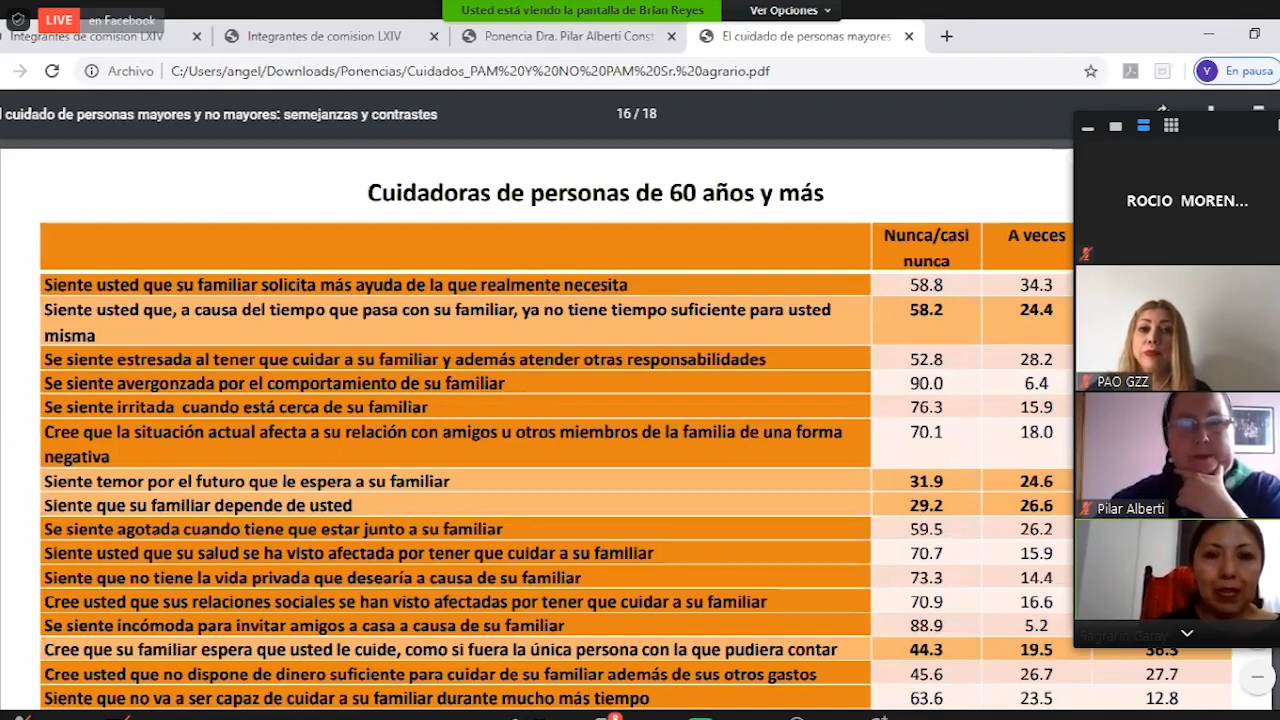 LIVE en Facebook
Usted está viendo la pantalla de Brian Reyes
Ver Opciones
Integrantes de comision LXIV
Integrantes de comision LXIV
Ponencia Dra. Pilar Alberti Const
El cuidado de personas mayores
Archivo
C:/Users/angel/Downloads/Ponencias/Cuidados_PAM%20Y%20NO%20PAM%20Sr.%20agrario.pdf
Y En pausa
l cuidado de personas mayores y no mayores: semejanzas y contrastes
16 / 18
Cuidadoras de personas de 60 años y más
Nunca/casi A veces
nunca
Siente usted que su familiar solicita más ayuda de la que realmente necesita 58.8 34.3
Siente usted que, a causa del tiempo que pasa con su familiar, ya no tiene tiempo suficiente para usted 58.2 24.4
misma
Se siente estresada al tener que cuidar a su familiar y además atender otras responsabilidades 52.8 28.2
Se siente avergonzada por el comportamiento de su familiar 90.0 6.4
Se siente irritada cuando está cerca de su familiar 76.3 15.9
Cree que la situación actual afecta a su relación con amigos u otros miembros de la familia de una forma 70.1 18.0
negativa
Siente temor por el futuro que le espera a su familiar 31.9 24.6
Siente que su familiar depende de usted 29.2 26.6
Se siente agotada cuando tiene que estar junto a su familiar 59.5 26.2
Siente usted que su salud se ha visto afectada por tener que cuidar a su familiar 70.7 15.9
Siente que no tiene la vida privada que desearía a causa de su familiar 73.3 14.4
Cree usted que sus relaciones sociales se han visto afectadas por tener que cuidar a su familiar 70.9 16.6
Se siente incómoda para invitar amigos a casa a causa de su familiar 88.9 5.2
Cree que su familiar espera que usted le cuide, como si fuera la única persona con la que pudiera contar 44.3 19.5 36.3
Cree usted que no dispone de dinero suficiente para cuidar de su familiar además de sus otros gastos 45.6 26.7 27.7
Siente que no va a ser capaz de cuidar a su familiar durante mucho más tiempo 63.6 23.5 12.8
ROCIO MOREN...
PAO GZZ
Pilar Alberti
Sagrario Garay
8